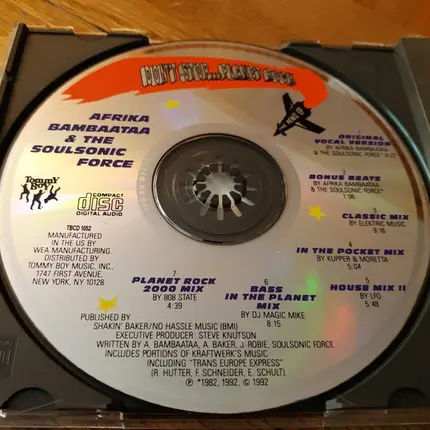 DON'T STOP...PLANET ROCK
AFRIKA
BAMBAATAA
& THE
SOULSONIC
FORCE
Tommy
Boy
COMPACT
disc
DIGITAL AUDIO
TBCD 1052
MANUFACTURED
IN THE US BY
WEA MANUFACTURING.
DISTRIBUTED BY
TOMMY BOY MUSIC, INC.
1747 FIRST AVENUE,
NEW YORK, NY 10128
1
ORIGINAL
VOCAL VERSION
BY AFRIKA BAMBAATAA
& THE SOULSONIC FORCE
2
BONUS BEATS
BY AFRIKA BAMBAATAA &
THE SOULSONIC FORCE
1:06
3
CLASSIC MIX
BY ELEKTRIC MUSIC
9:16
4
IN THE POCKET MIX
BY KUPPER & MORETTA
5:04
5
HOUSE MIX II
BY LFO
5:48
6
BASS
IN THE PLANET
MIX
BY DJ MAGIC MIKE
8:15
7
PLANET ROCK
2000 MIX
BY 808 STATE
4:39
PUBLISHED BY
SHAKIN' BAKER/NO HASSLE MUSIC (BMI)
EXECUTIVE PRODUCER: STEVE KNUTSON
WRITTEN BY A. BAMBAATAA, A. BAKER, J. ROBIE, SOULSONIC FORCE
INCLUDES PORTIONS OF KRAFTWERK'S MUSIC
INCLUDING "TRANS EUROPE EXPRESS"
(R. HUTTER, F. SCHNEIDER, E. SCHULT).
℗ *1982, 1992, © 1992